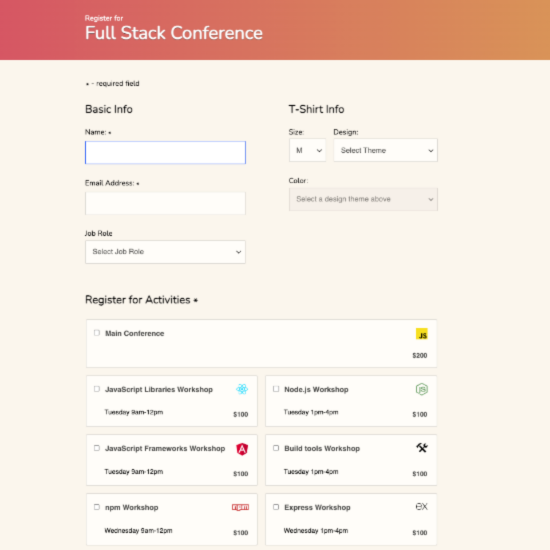 Register for
Full Stack Conference
* - required field
Basic Info
Name: *
Email Address: *
Job Role
Select Job Role
T-Shirt Info
Size:
Design:
M
Select Theme
Color:
Select a design theme above
Register for Activities *
Main Conference
JS
$200
JavaScript Libraries Workshop
Tuesday 9am-12pm
$100
Node.js Workshop
Tuesday 1pm-4pm
$100
JavaScript Frameworks Workshop
A
Tuesday 9am-12pm
$100
Build tools Workshop
Tuesday 1pm-4pm
$100
npm Workshop
npm
Wednesday 9am-12pm
$100
Express Workshop
ex
Wednesday 1pm-4pm
$100